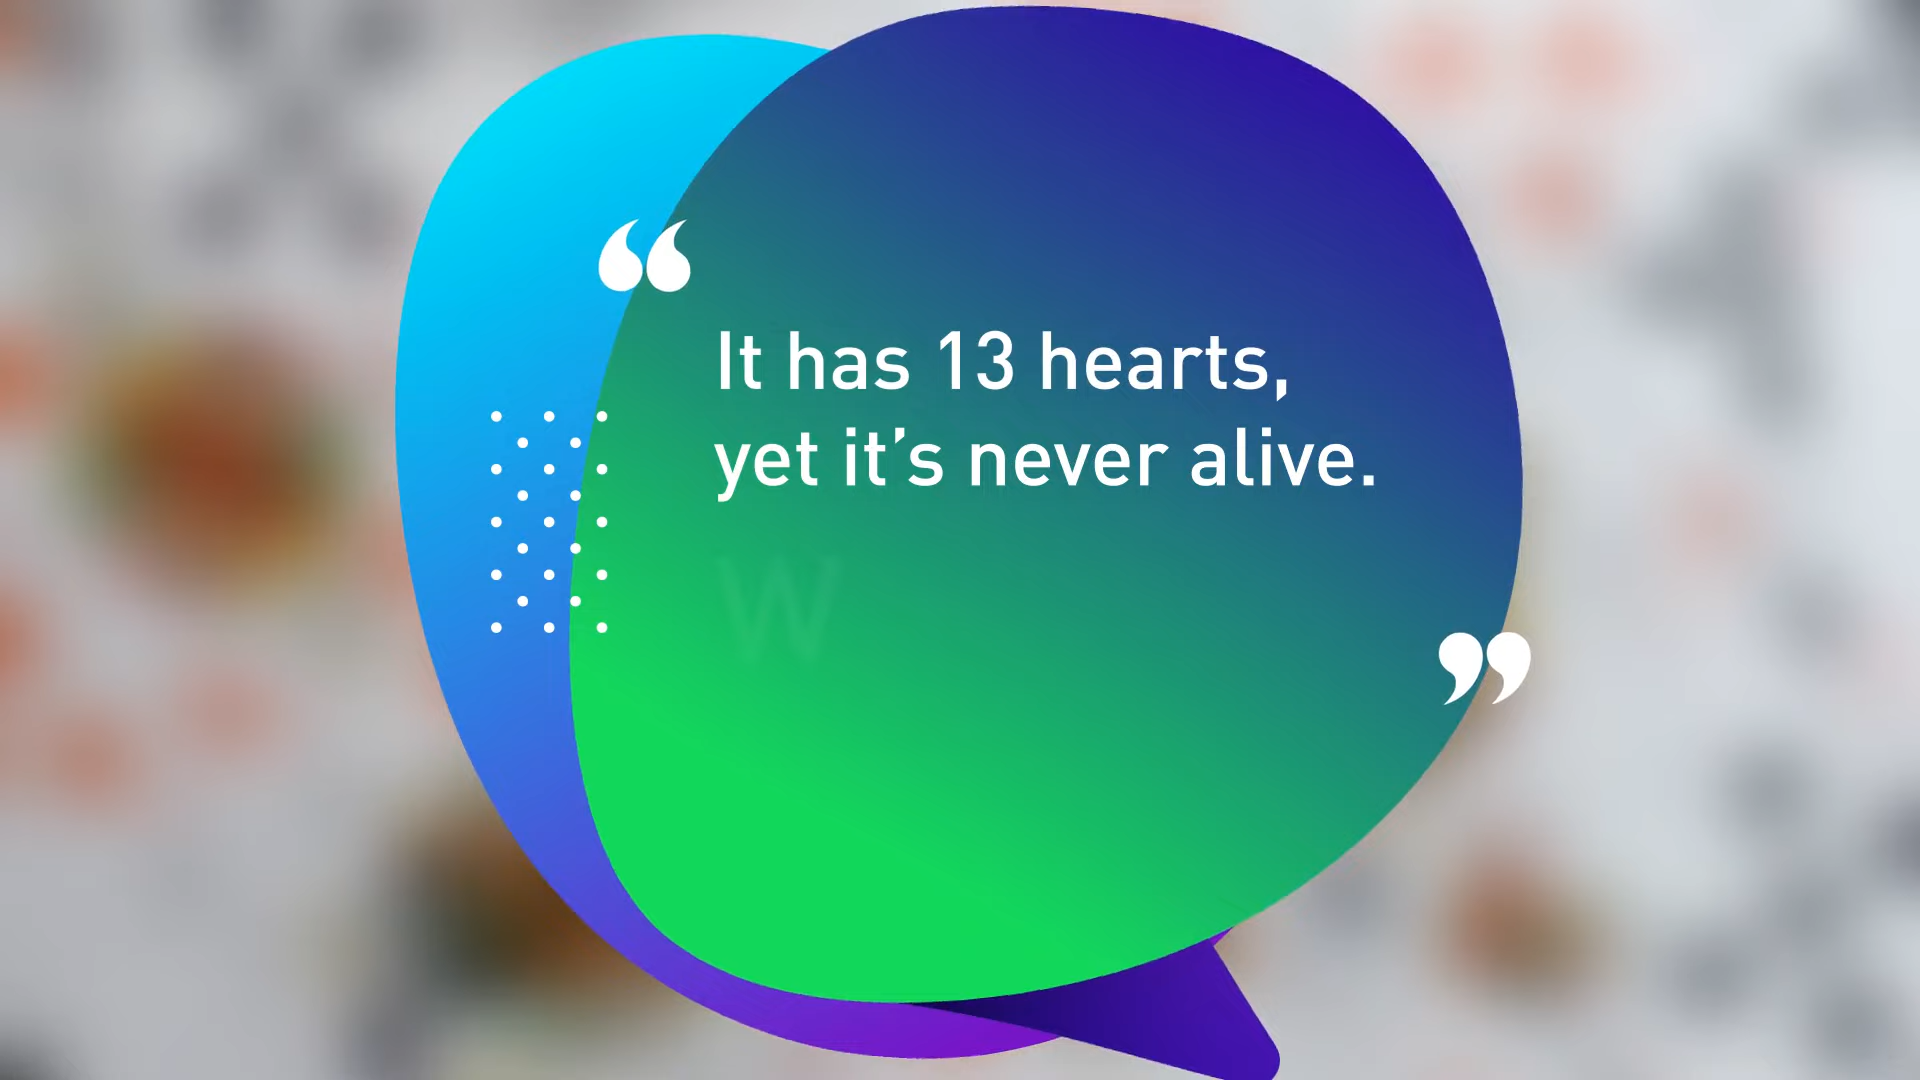 “
It has 13 hearts,
yet it’s never alive.
W
”